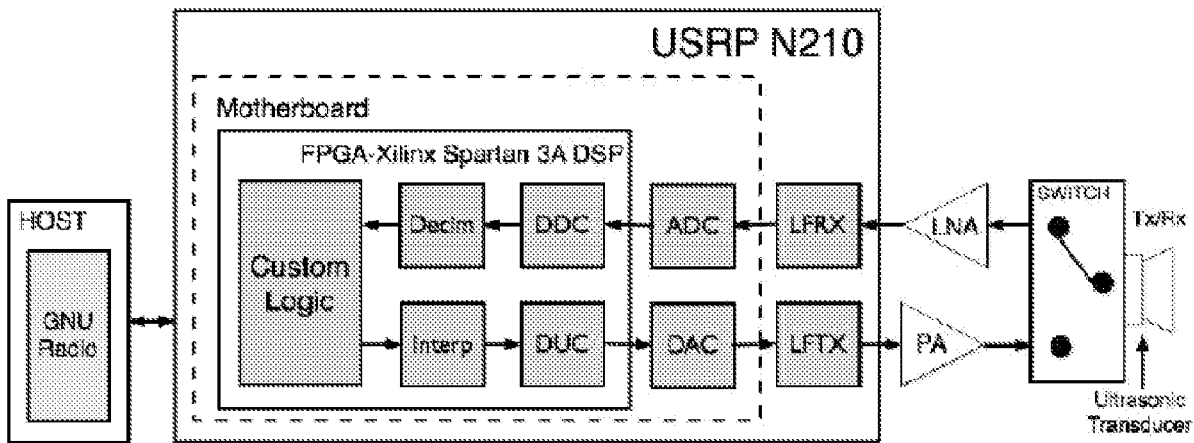 USRP N210
Motherboard
FPGA-Xilinx Spartan 3A DSP
HOST
GNU
Radio
Custom
Logic
Decim
DDC
ADC
LFRX
LNA
Interp
DUC
DAC
LFTX
PA
SWITCH
Tx/Rx
Ultrasonic
Transducer